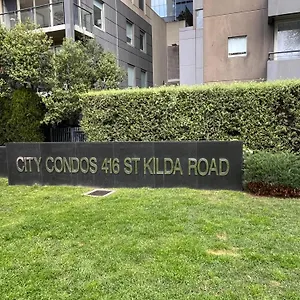 CITY CONDOS 416 ST KILDA ROAD